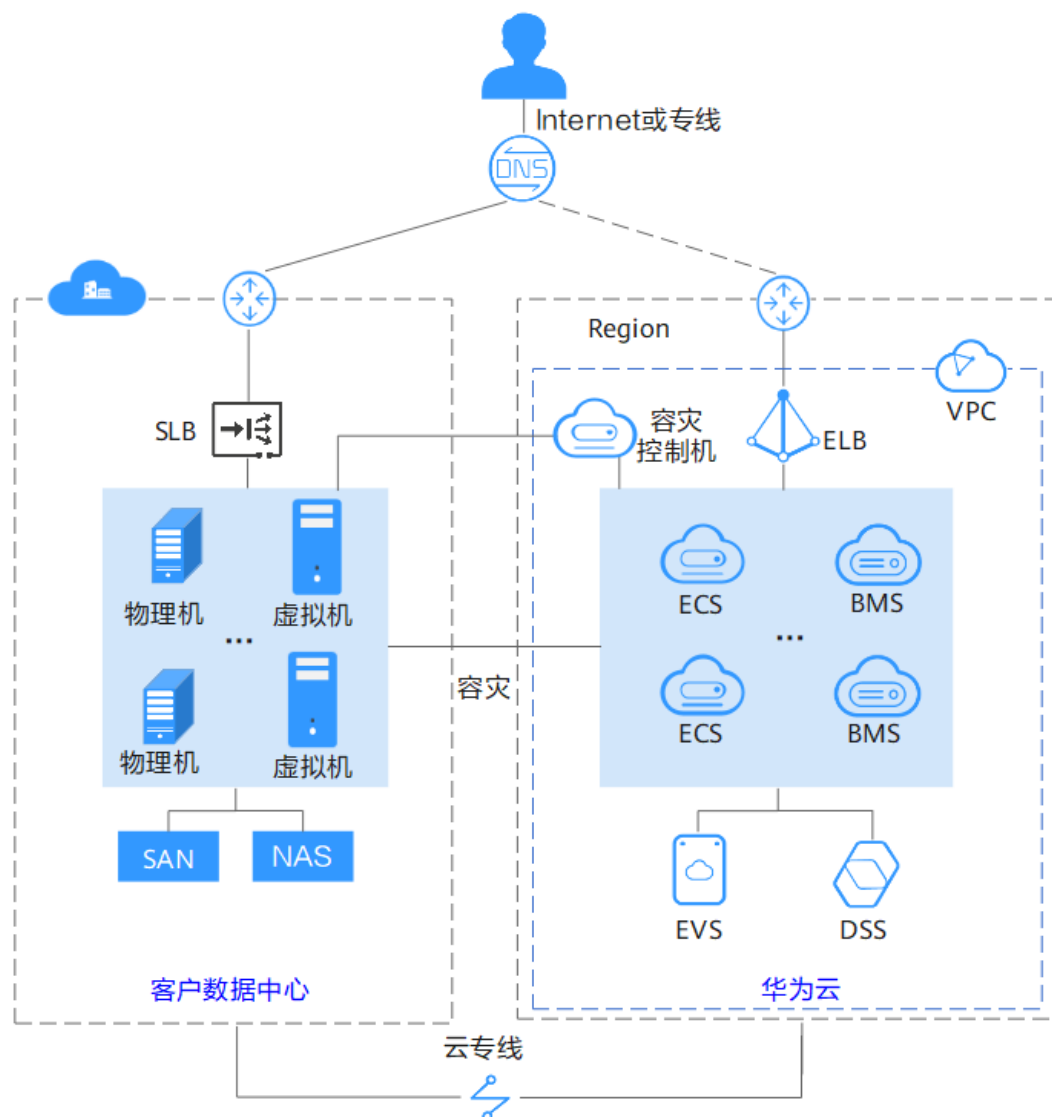 Internet或专线
DNS
Region
VPC
SLB
容灾
控制机
ELB
物理机
虚拟机
...
物理机
虚拟机
ECS
BMS
...
ECS
BMS
容灾
SAN
NAS
EVS
DSS
客户数据中心
华为云
云专线